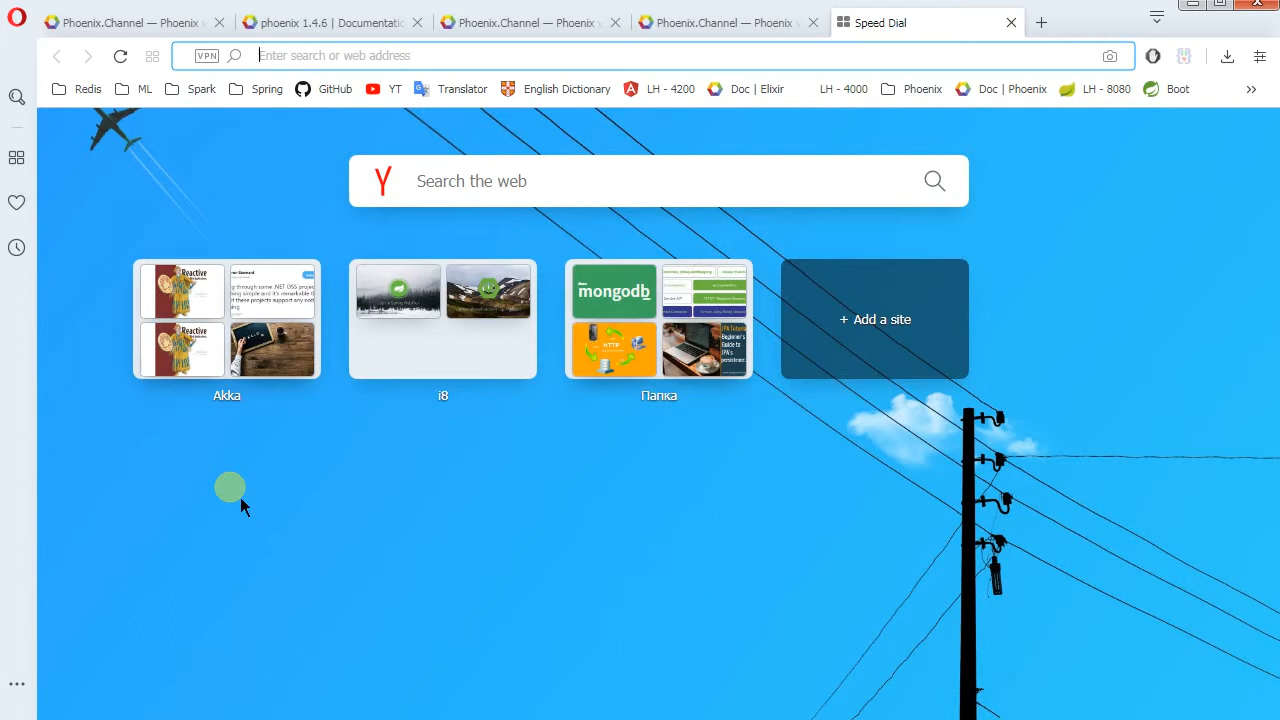 Phoenix.Channel — Phoenix
phoenix 1.4.6 | Documentatic
Phoenix.Channel — Phoenix
Phoenix.Channel — Phoenix
Speed Dial
VPN
Enter search or web address
Redis
ML
Spark
Spring
GitHub
YT
Translator
English Dictionary
LH - 4200
Doc | Elixir
LH - 4000
Phoenix
Doc | Phoenix
LH - 8080
Boot
Y
Search the web
Reactive
Reactive
mongodb
HTTP
+ Add a site
Akka
i8
Папка